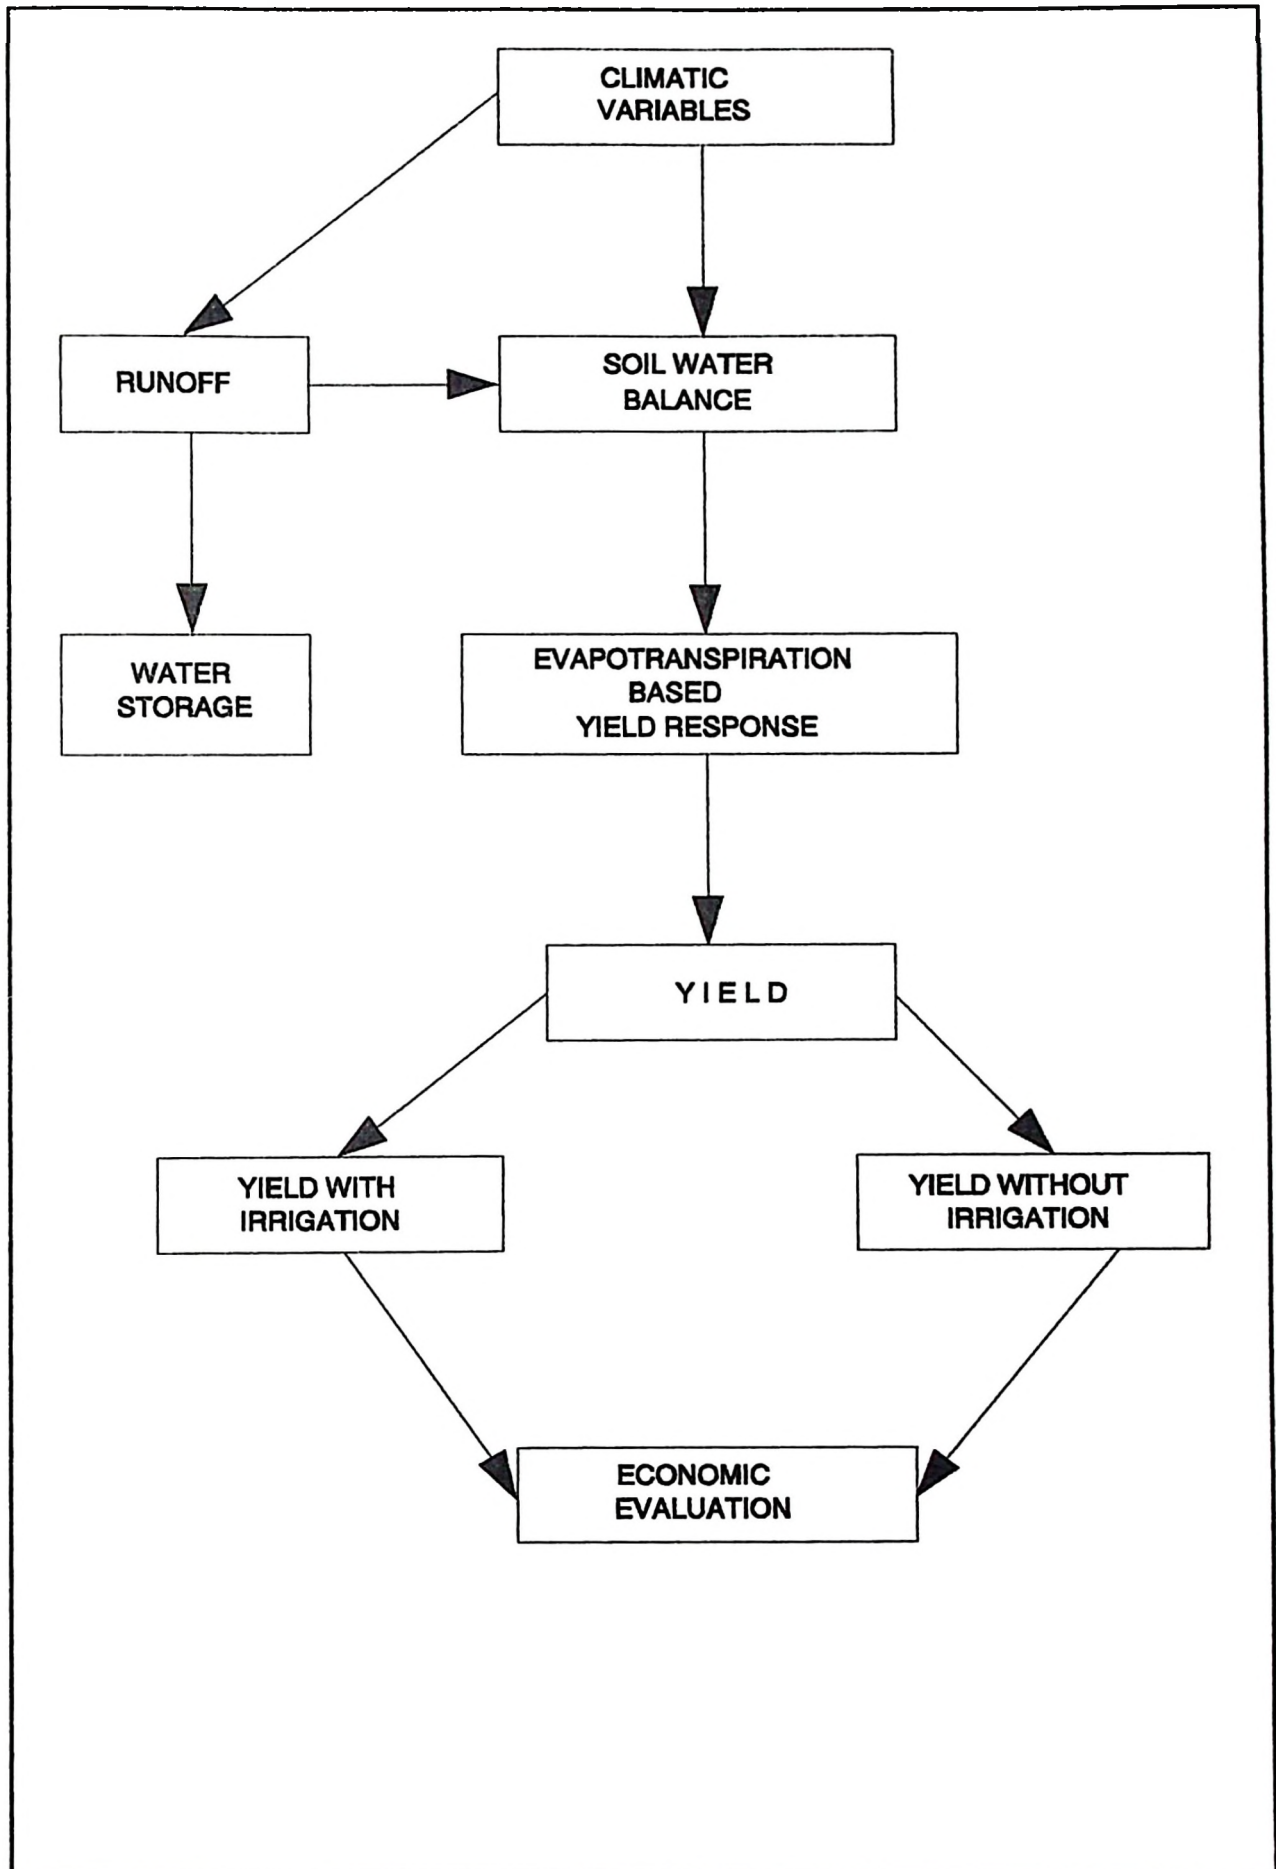 CLIMATIC
VARIABLES
RUNOFF
SOIL WATER
BALANCE
WATER
STORAGE
EVAPOTRANSPIRATION
BASED
YIELD RESPONSE
YIELD
YIELD WITH
IRRIGATION
YIELD WITHOUT
IRRIGATION
ECONOMIC
EVALUATION